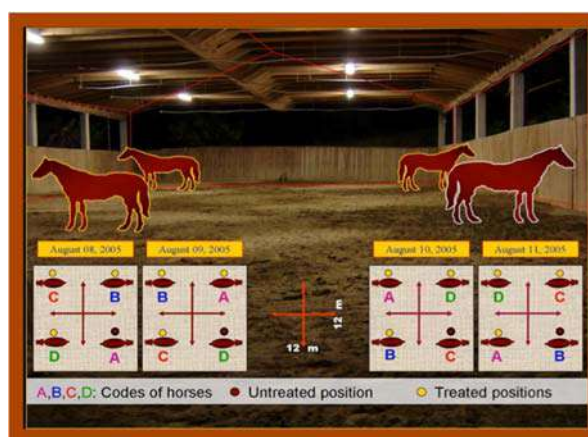 August 08, 2005 August 09, 2005 August 10, 2005 August 11, 2005
C B B A A D D C
D A C D B C A B
12 m
12 m
A,B,C,D: Codes of horses Untreated position Treated positions